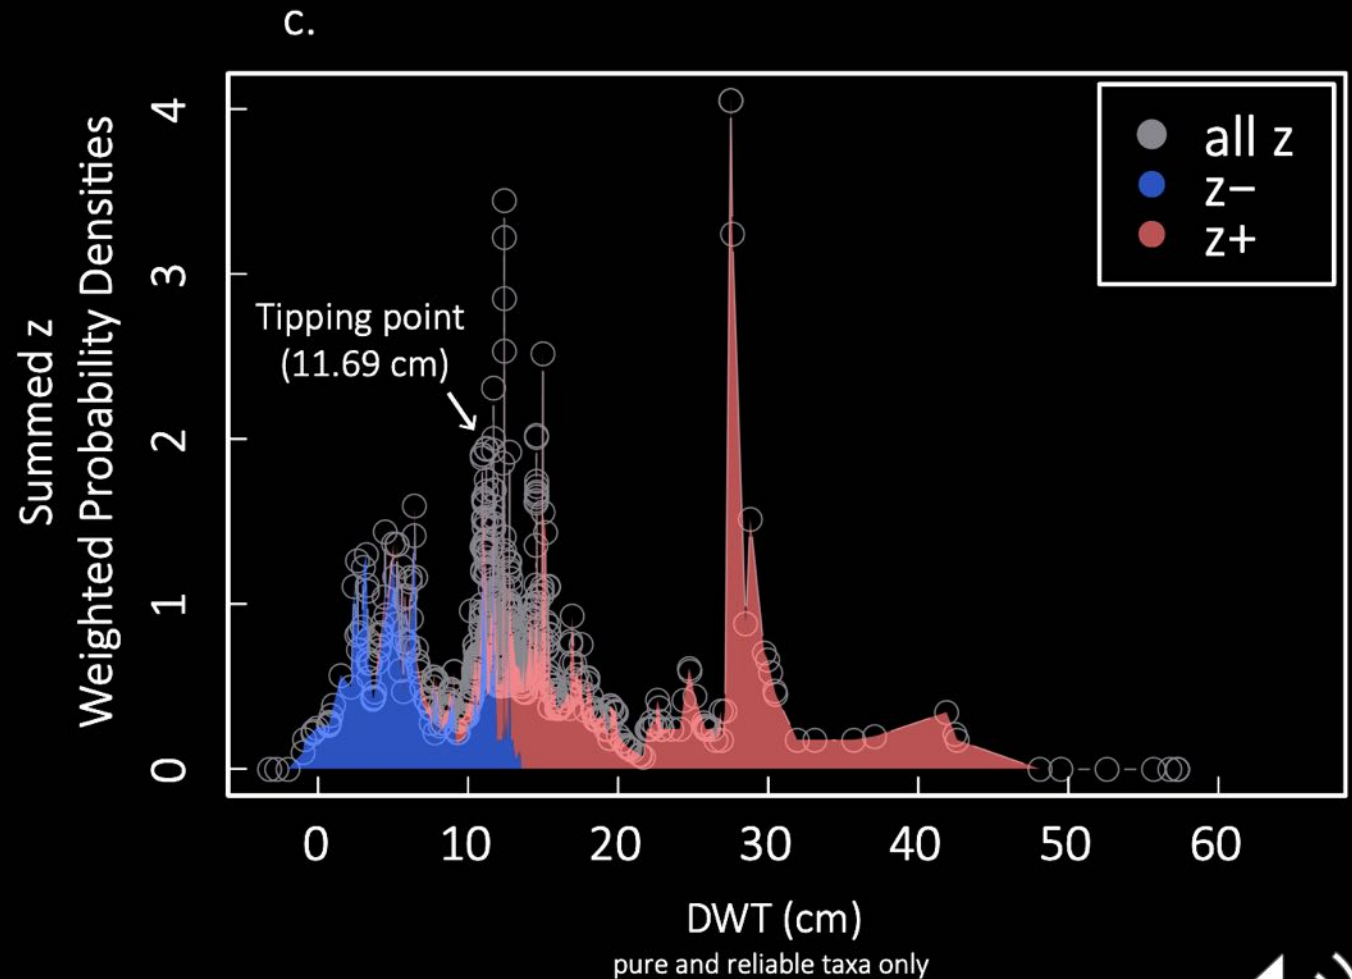 c.
Summed z
Weighted Probability Densities
4
3
2
1
0
all z
z−
z+
Tipping point
(11.69 cm)
0 10 20 30 40 50 60
DWT (cm)
pure and reliable taxa only